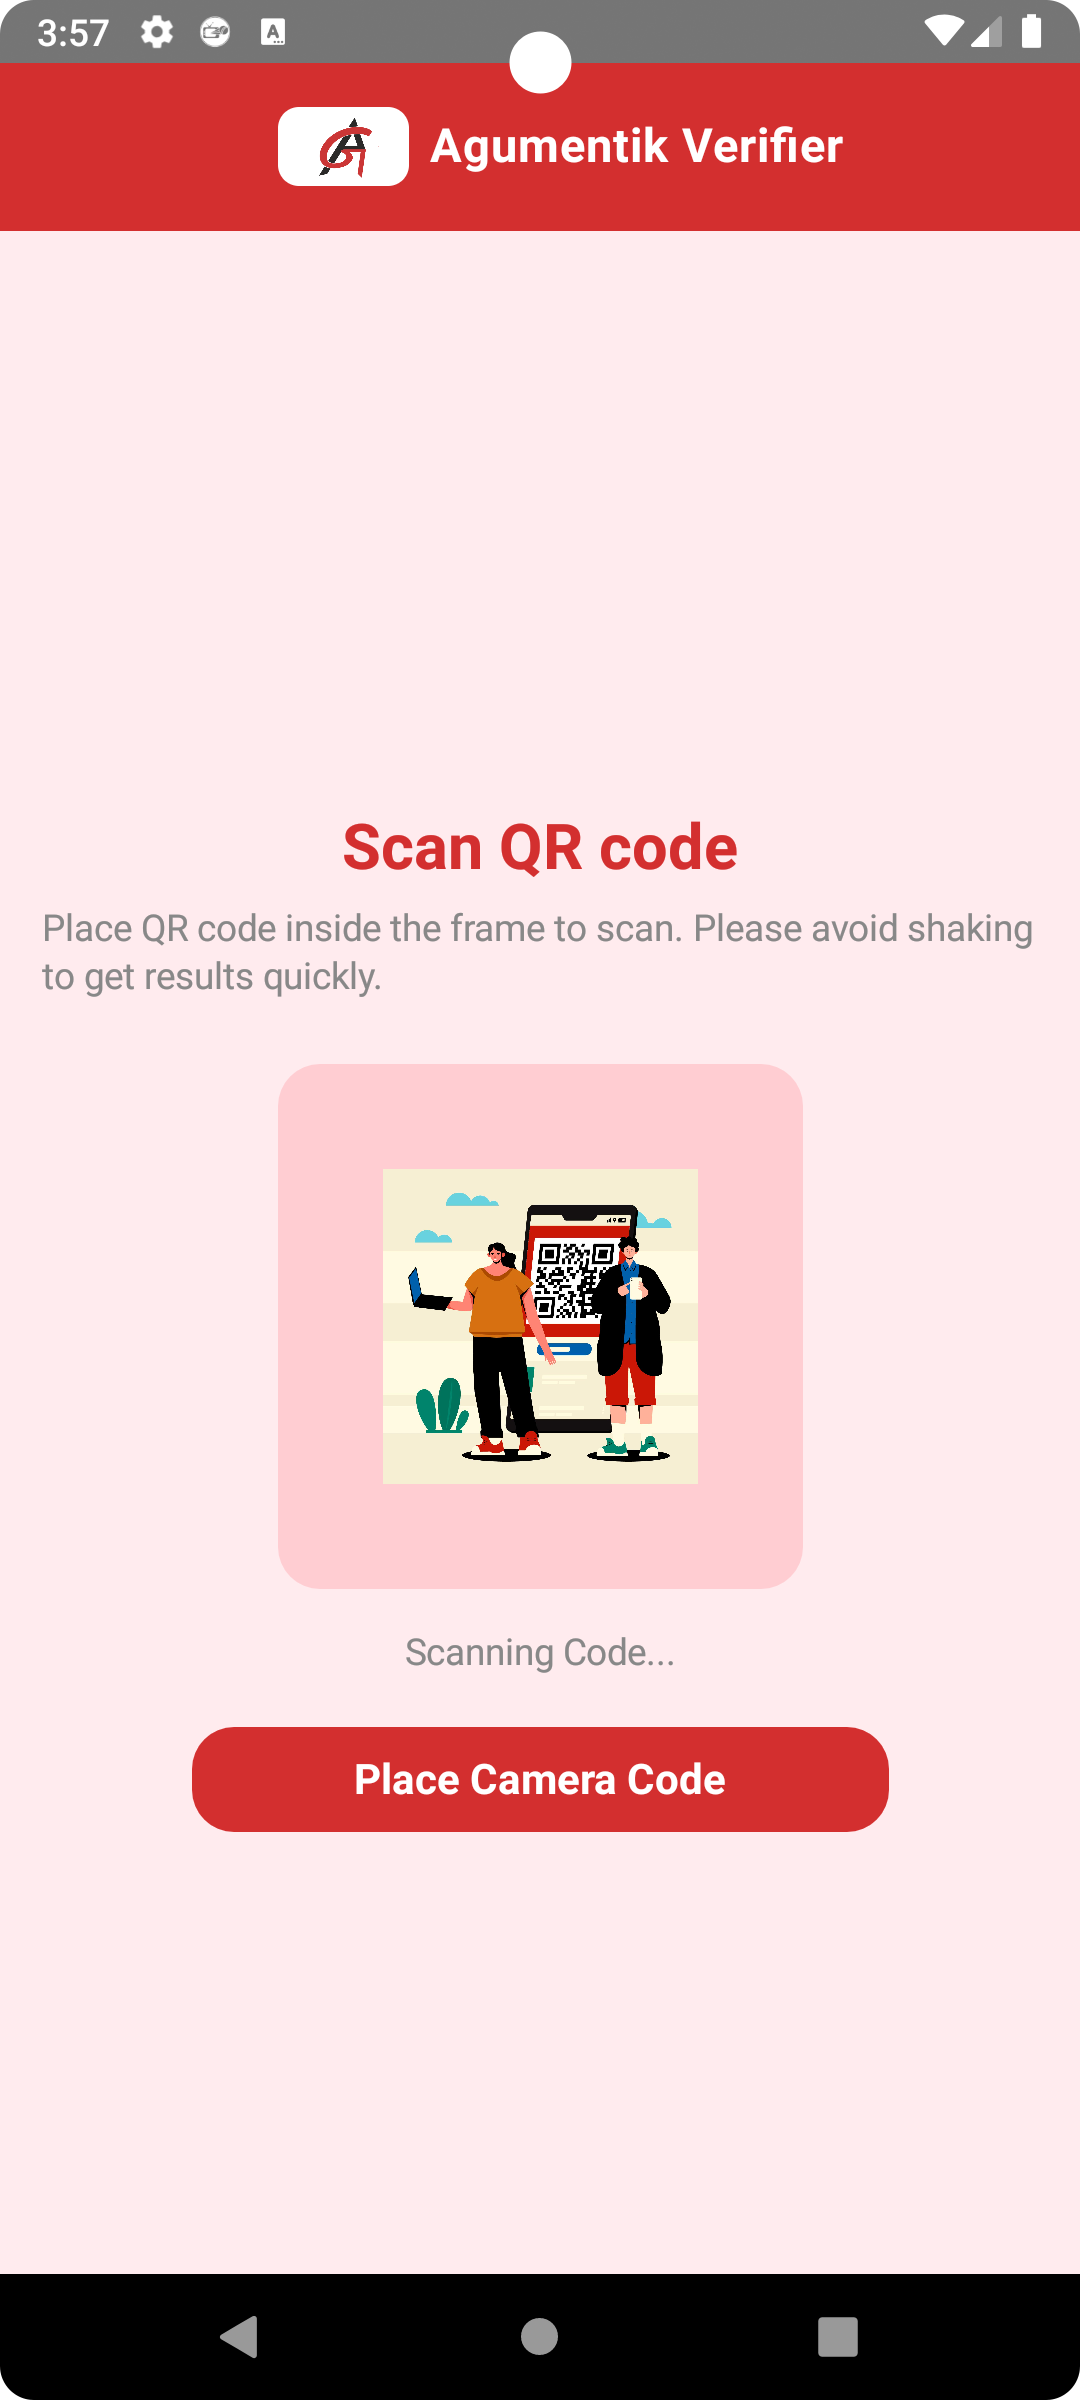 3:57
Agumentik Verifier
Scan QR code
Place QR code inside the frame to scan. Please avoid shaking
to get results quickly.
Scanning Code...
Place Camera Code